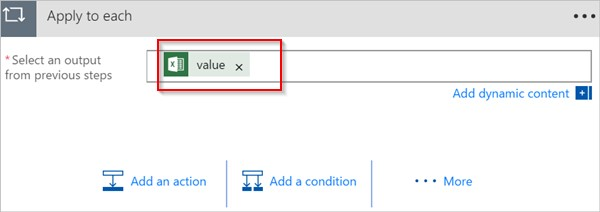 Apply to each
* Select an output
from previous steps
value x
Add dynamic content
Add an action
Add a condition
More